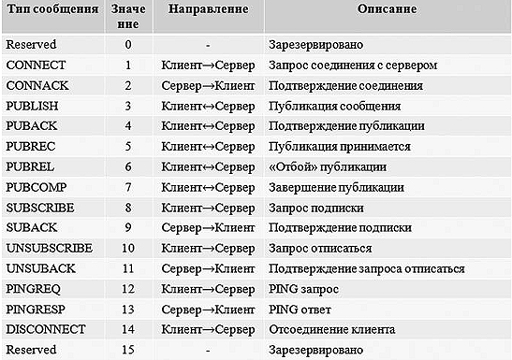 Тип сообщения Значе ние Направление Описание
Reserved 0 - Зарезервировано
CONNECT 1 Клиент→Сервер Запрос соединения с сервером
CONNACK 2 Сервер→Клиент Подтверждение соединения
PUBLISH 3 Клиент↔Сервер Публикация сообщения
PUBACK 4 Клиент↔Сервер Подтверждение публикации
PUBREC 5 Клиент↔Сервер Публикация принимается
PUBREL 6 Клиент↔Сервер «Отбой» публикации
PUBCOMP 7 Клиент↔Сервер Завершение публикации
SUBSCRIBE 8 Клиент→Сервер Запрос подписки
SUBACK 9 Сервер→Клиент Подтверждение подписки
UNSUBSCRIBE 10 Клиент→Сервер Запрос отписаться
UNSUBACK 11 Сервер→Клиент Подтверждение запроса отписаться
PINGREQ 12 Клиент→Сервер PING запрос
PINGRESP 13 Сервер→Клиент PING ответ
DISCONNECT 14 Клиент→Сервер Отсоединение клиента
Reserved 15 - Зарезервировано